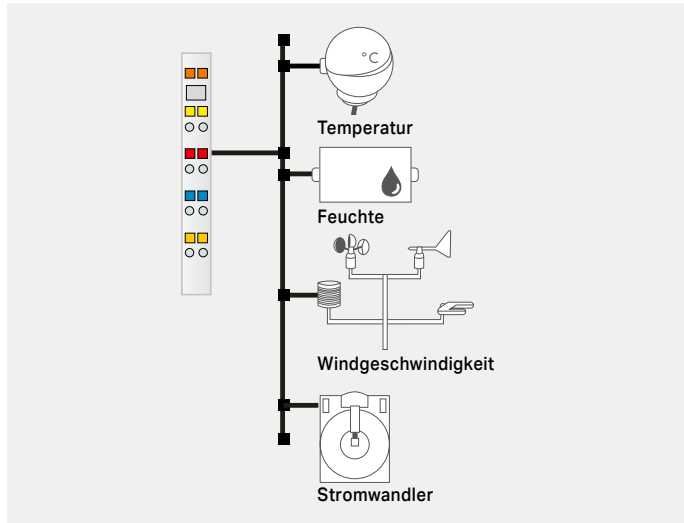 °C
Temperatur
Feuchte
Windgeschwindigkeit
Stromwandler